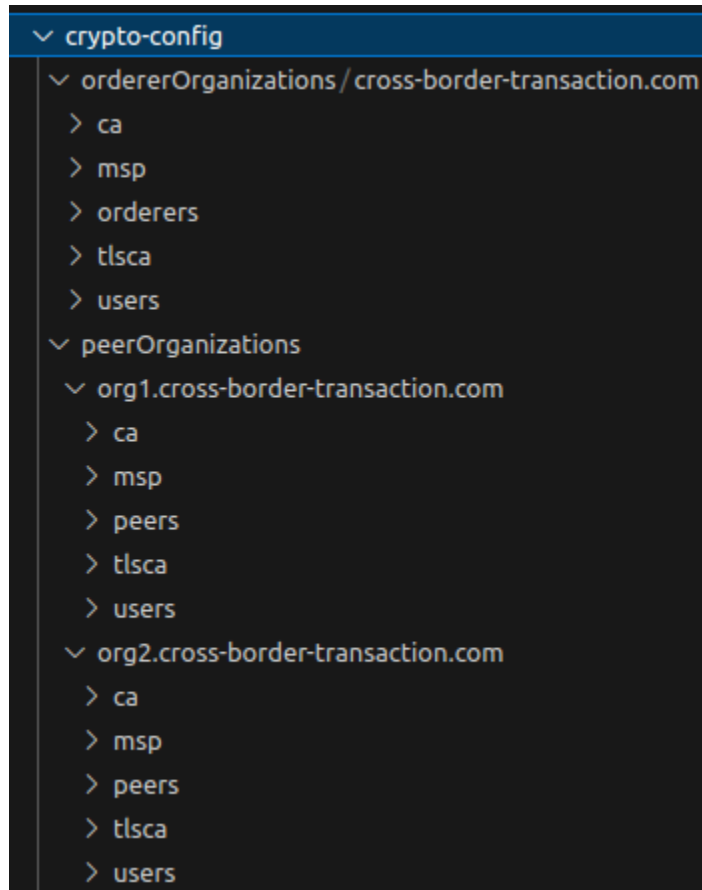 crypto-config
ordererOrganizations/cross-border-transaction.com
ca
msp
orderers
tlsca
users
peerOrganizations
org1.cross-border-transaction.com
ca
msp
peers
tlsca
users
org2.cross-border-transaction.com
ca
msp
peers
tlsca
users